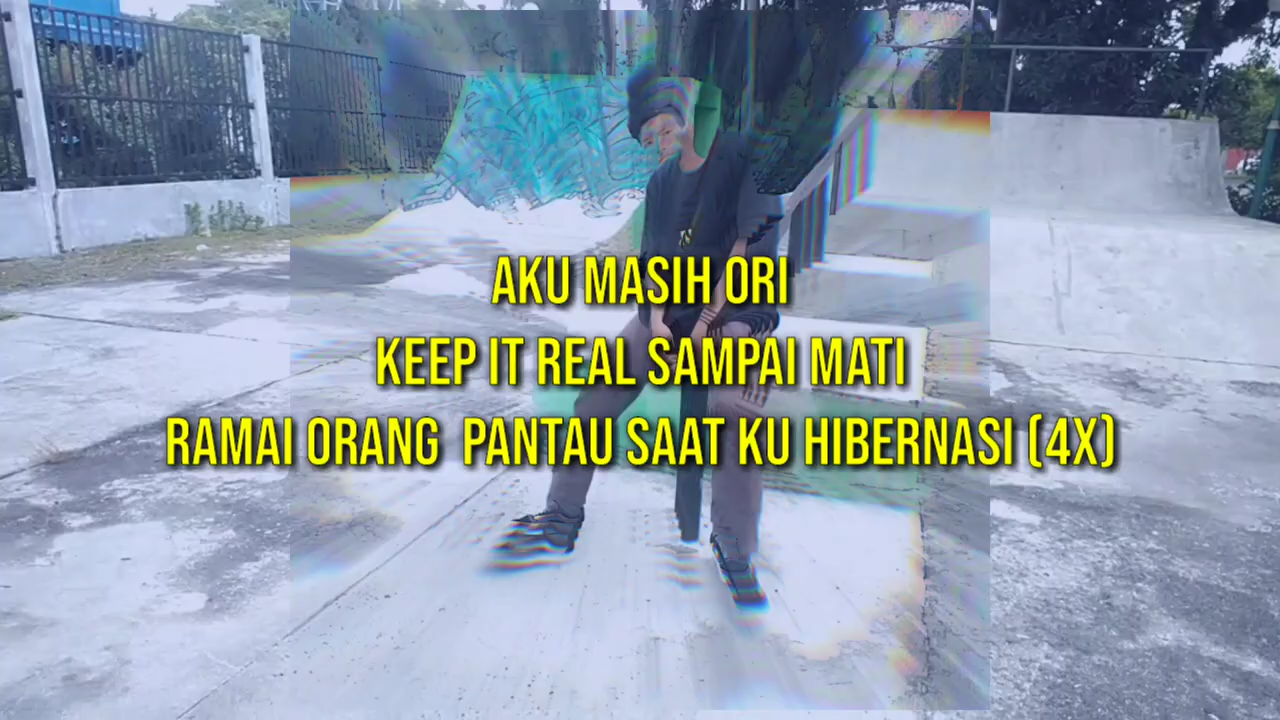 AKU MASIH ORI
KEEP IT REAL SAMPAI MATI
RAMAI ORANG  PANTAU SAAT KU HIBERNASI (4X)